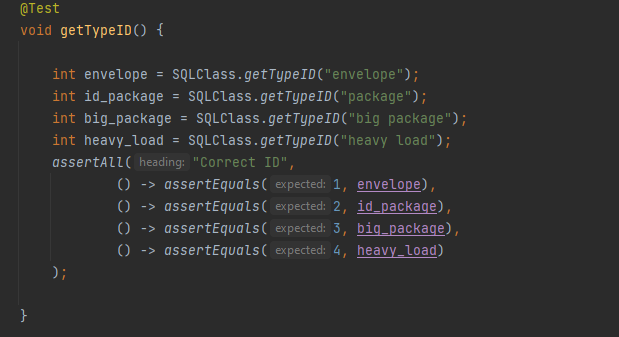 @Test
void getTypeID() {
int envelope = SQLClass.getTypeID("envelope");
int id_package = SQLClass.getTypeID("package");
int big_package = SQLClass.getTypeID("big package");
int heavy_load = SQLClass.getTypeID("heavy load");
assertAll( heading: "Correct ID",
() -> assertEquals( expected: 1, envelope),
() -> assertEquals( expected: 2, id_package),
() -> assertEquals( expected: 3, big_package),
() -> assertEquals( expected: 4, heavy_load)
);
}